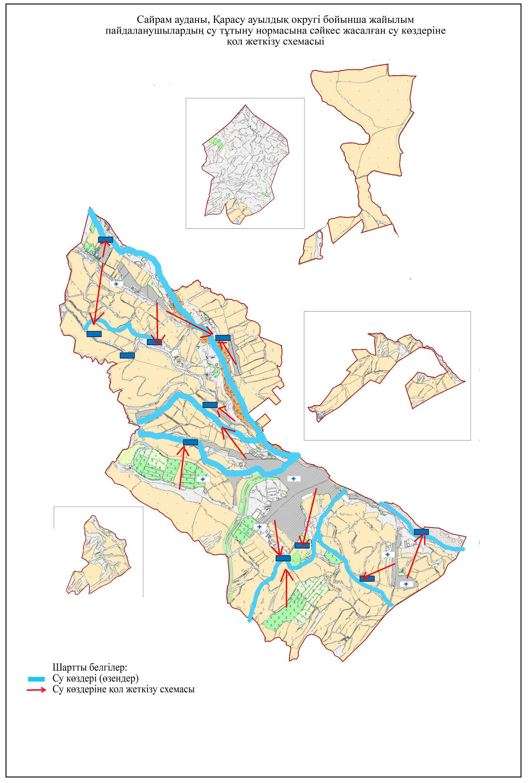 Сайрам ауданы, Қарасу ауылдық округі бойынша жайылым
пайдаланушылардың су тұтыну нормасына сәйкес жасалған су көздеріне
қол жеткізу схемасы
Шартты белгілер:
Су көздері (өзендер)
Су көздеріне қол жеткізу схемасы